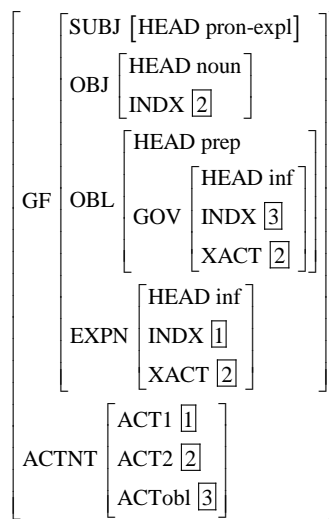 SUBJ [HEAD pron-expl]
HEAD noun
OBJ
INDX 2
HEAD prep
HEAD inf
GF OBL
GOV INDX 3
XACT 2
HEAD inf
EXPN INDX 1
XACT 2
ACT1 1
ACTNT ACT2 2
ACTobl 3